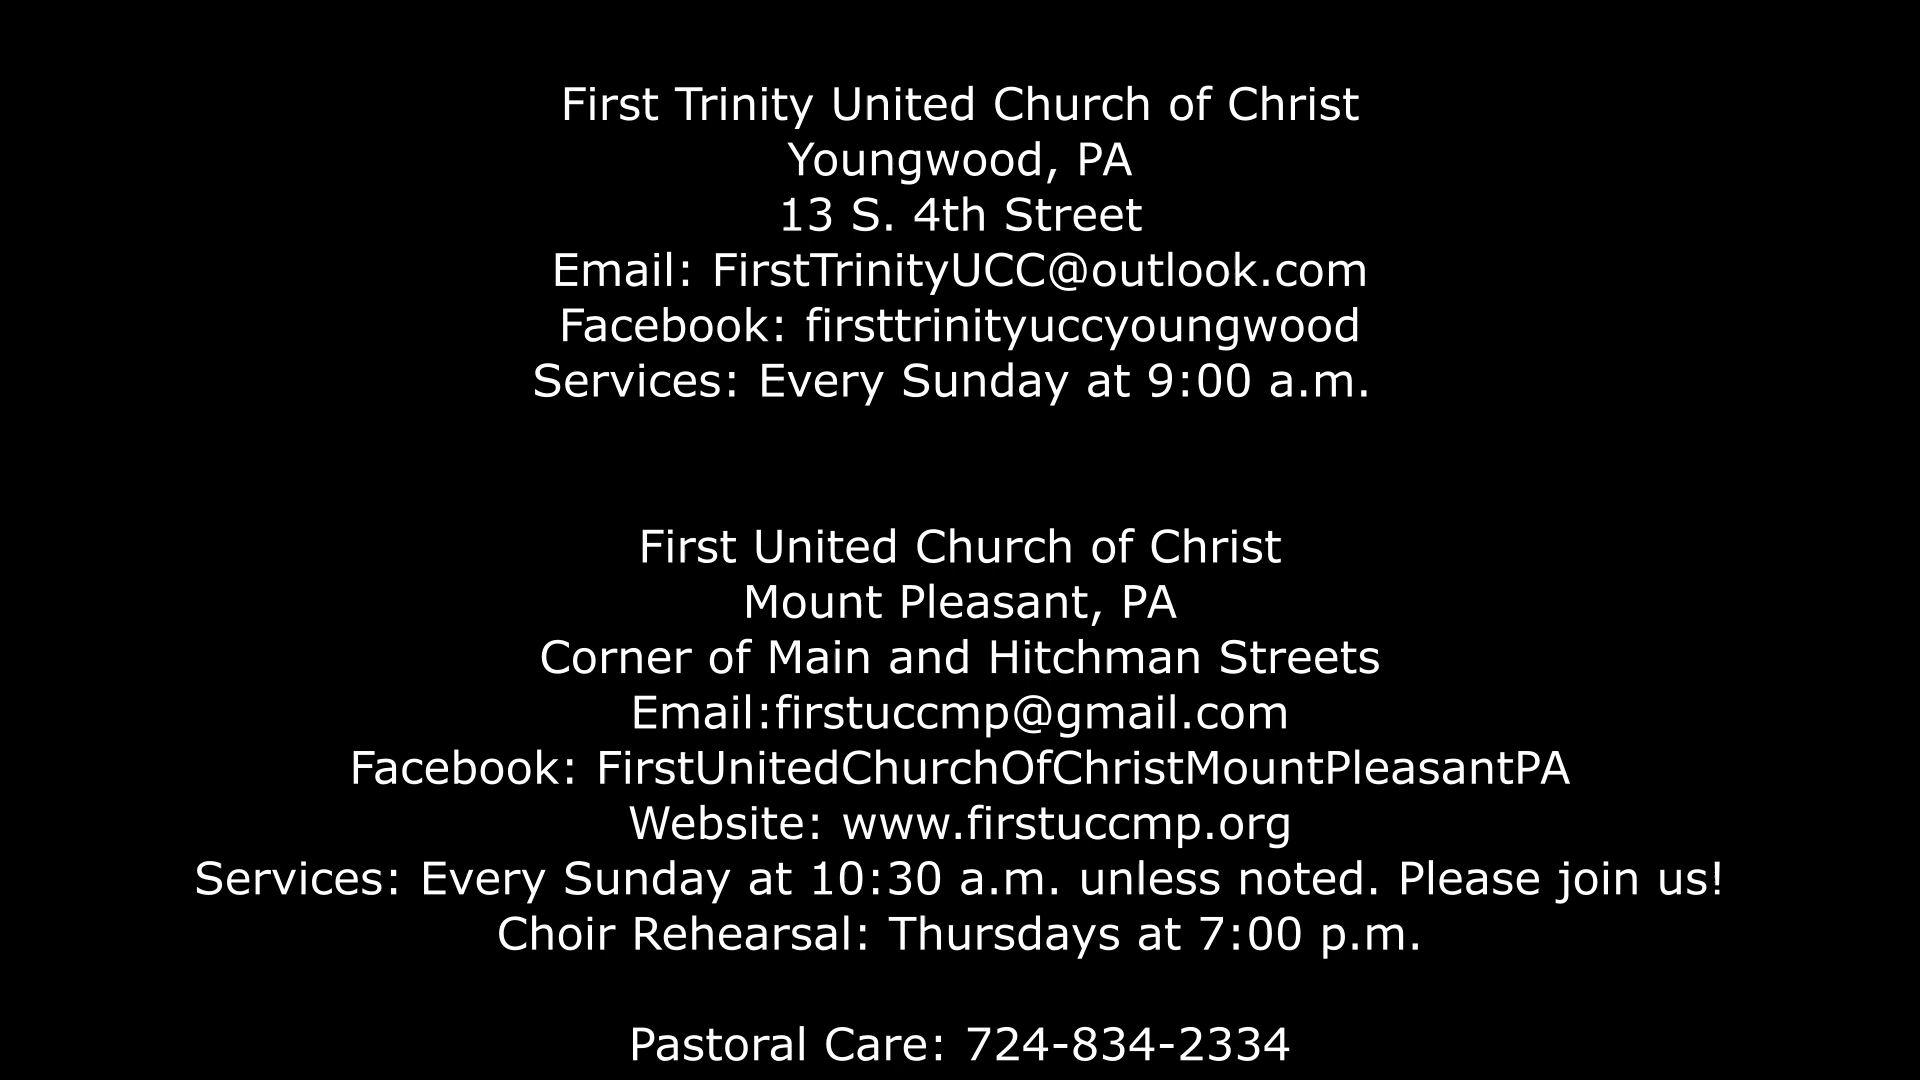 First Trinity United Church of Christ
Youngwood, PA
13 S. 4th Street
Email: FirstTrinityUCC@outlook.com
Facebook: firsttrinityuccyoungwood
Services: Every Sunday at 9:00 a.m.
First United Church of Christ
Mount Pleasant, PA
Corner of Main and Hitchman Streets
Email:firstuccmp@gmail.com
Facebook: FirstUnitedChurchOfChristMountPleasantPA
Website: www.firstuccmp.org
Services: Every Sunday at 10:30 a.m. unless noted. Please join us!
Choir Rehearsal: Thursdays at 7:00 p.m.
Pastoral Care: 724-834-2334